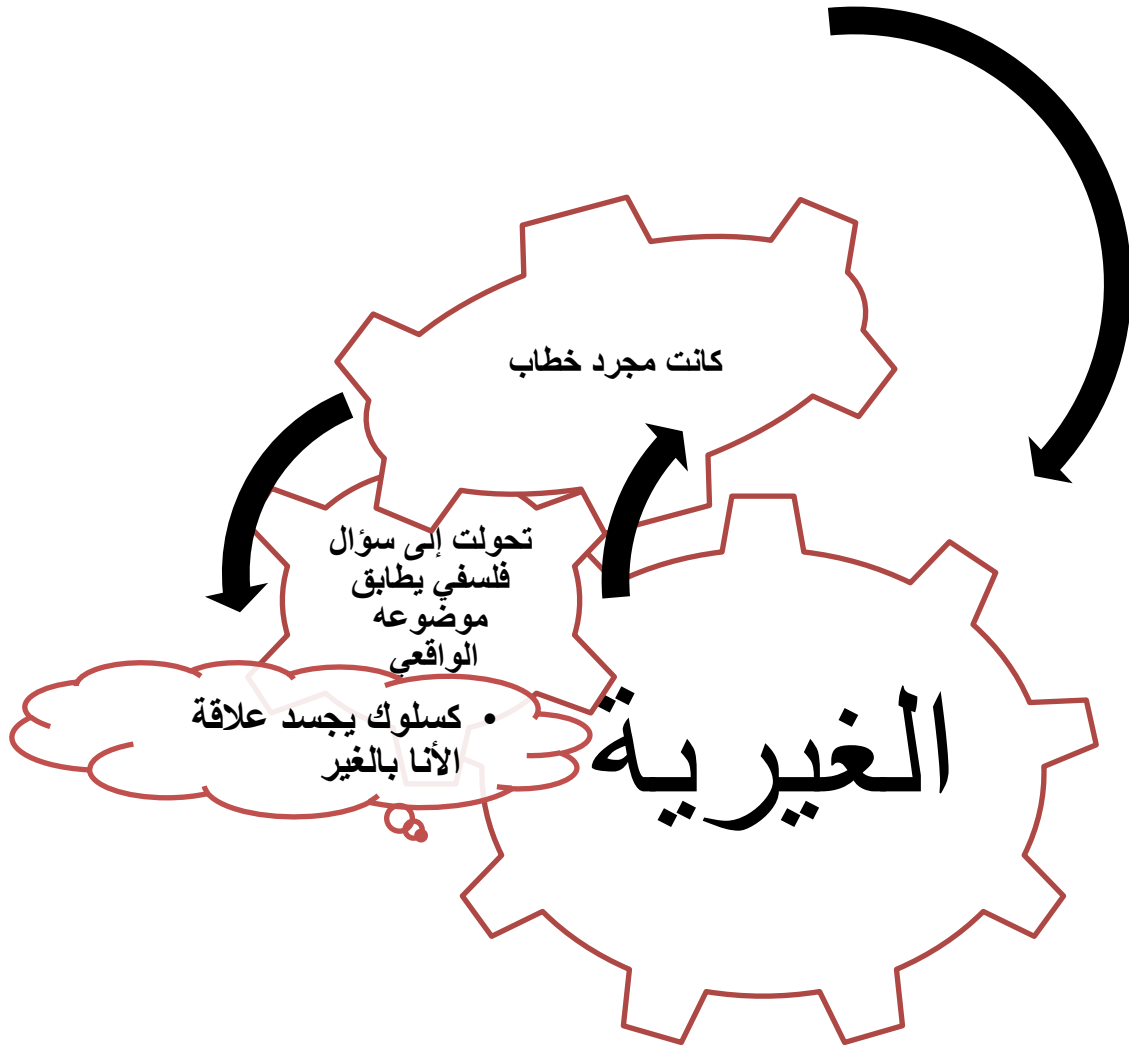 كانت مجرد خطاب
تحولت إلى سؤال
فلسفي يطابق
موضوعه
الواقعي
• كسلوك يجسد علاقة
الأنا بالغير
الغيرية